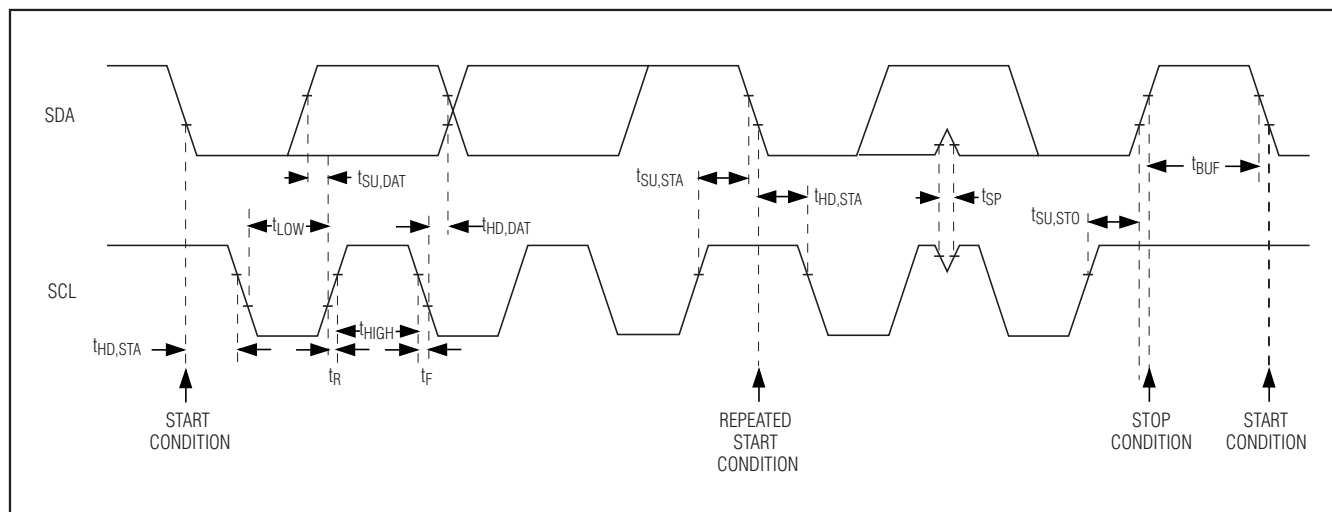 SDA
tSU,DAT
tSU,STA
tBUF
tHD,STA
tSP
tLOW
tHD,DAT
tSU,STO
SCL
tHIGH
tHD,STA
tR
tF
START
CONDITION
REPEATED
START
CONDITION
STOP
CONDITION
START
CONDITION